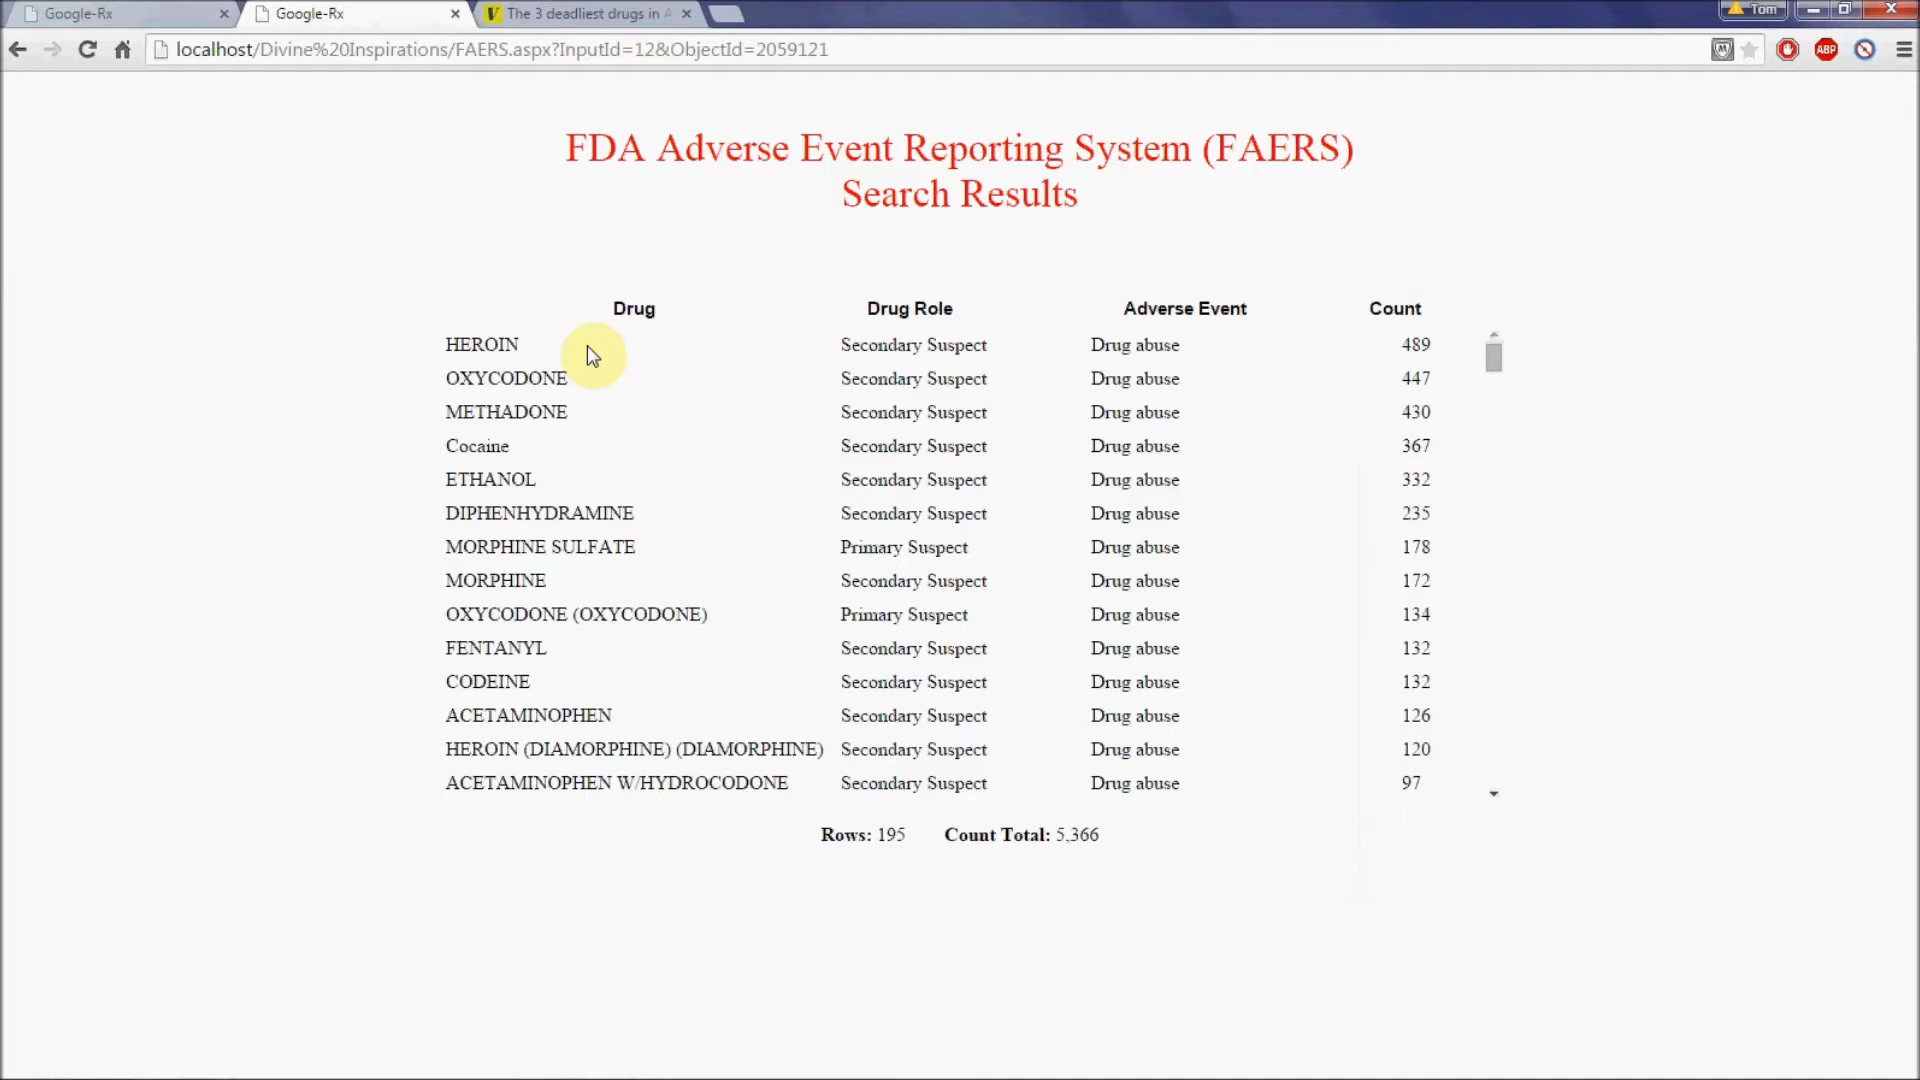 Google-Rx
Google-Rx
The 3 deadliest drugs in
Tom
localhost/Divine%20Inspirations/FAERS.aspx?InputId=12&ObjectId=2059121
ABP
FDA Adverse Event Reporting System (FAERS)
Search Results
Drug Drug Role Adverse Event Count
HEROIN Secondary Suspect Drug abuse 489
OXYCODONE Secondary Suspect Drug abuse 447
METHADONE Secondary Suspect Drug abuse 430
Cocaine Secondary Suspect Drug abuse 367
ETHANOL Secondary Suspect Drug abuse 332
DIPHENHYDRAMINE Secondary Suspect Drug abuse 235
MORPHINE SULFATE Primary Suspect Drug abuse 178
MORPHINE Secondary Suspect Drug abuse 172
OXYCODONE (OXYCODONE) Primary Suspect Drug abuse 134
FENTANYL Secondary Suspect Drug abuse 132
CODEINE Secondary Suspect Drug abuse 132
ACETAMINOPHEN Secondary Suspect Drug abuse 126
HEROIN (DIAMORPHINE) (DIAMORPHINE) Secondary Suspect Drug abuse 120
ACETAMINOPHEN W/HYDROCODONE Secondary Suspect Drug abuse 97
Rows: 195 Count Total: 5,366